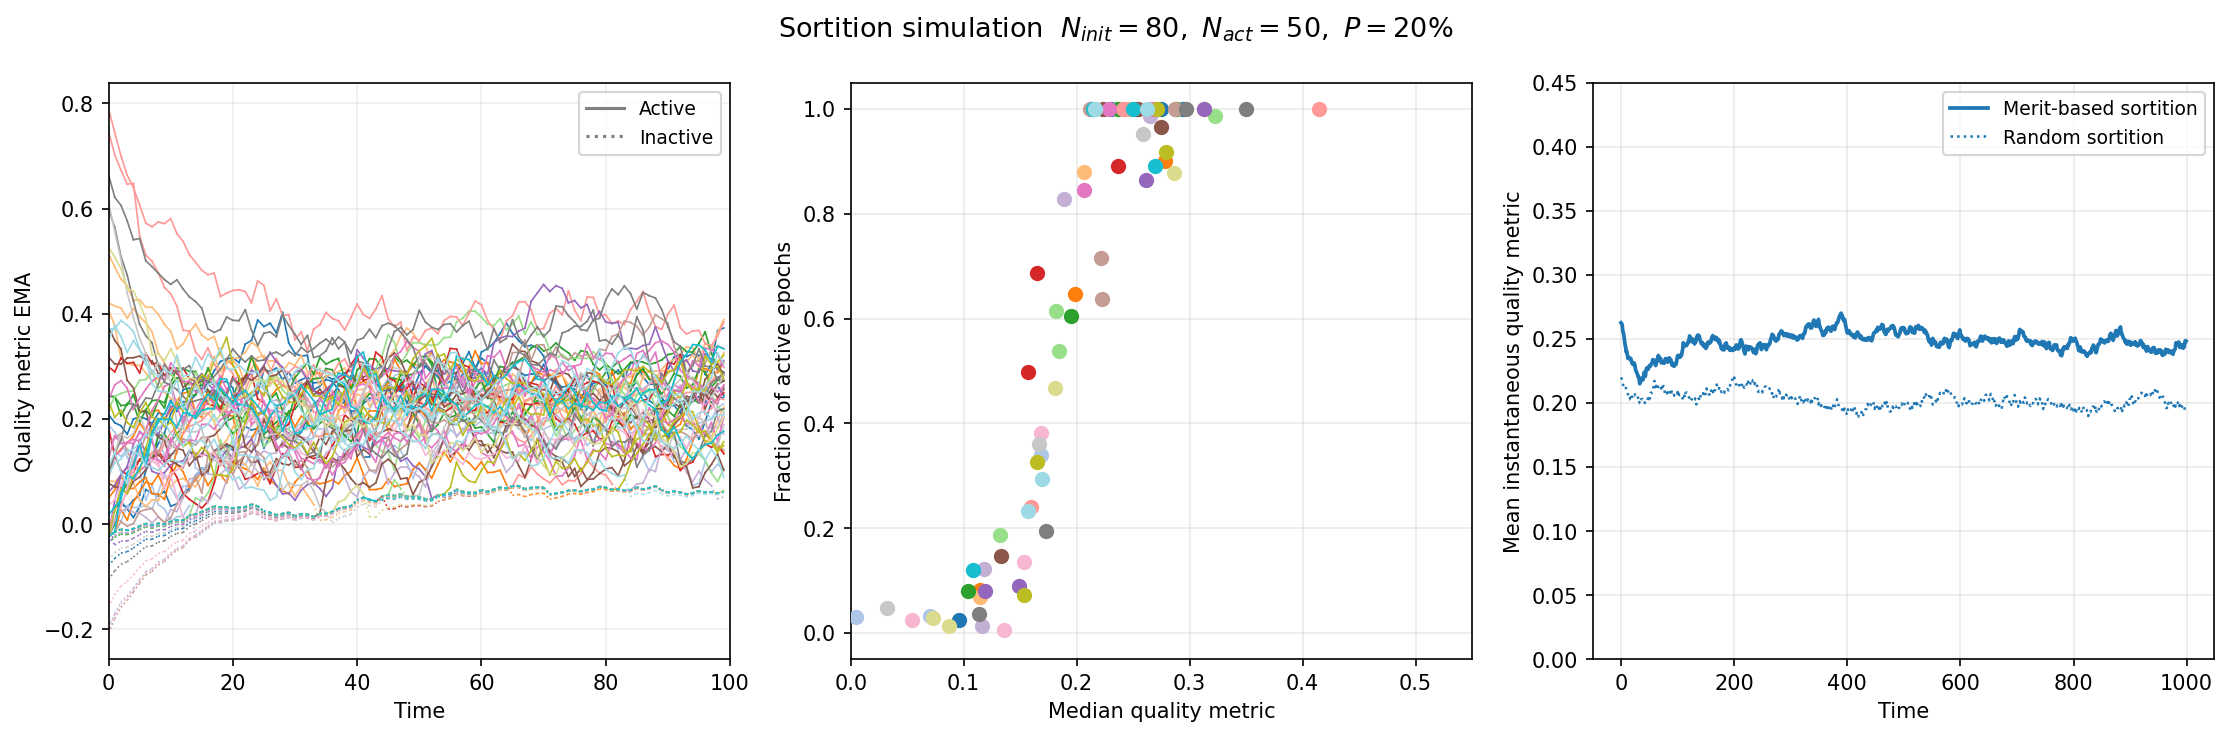 Sortition simulation N_init = 80, N_act = 50, P = 20%
Quality metric EMA
0.8
0.6
0.4
0.2
0.0
−0.2
0 20 40 60 80 100
Time
Active
Inactive
Fraction of active epochs
1.0
0.8
0.6
0.4
0.2
0.0
0.0 0.1 0.2 0.3 0.4 0.5
Median quality metric
Mean instantaneous quality metric
0.45
0.40
0.35
0.30
0.25
0.20
0.15
0.10
0.05
0.00
0 200 400 600 800 1000
Time
Merit-based sortition
Random sortition